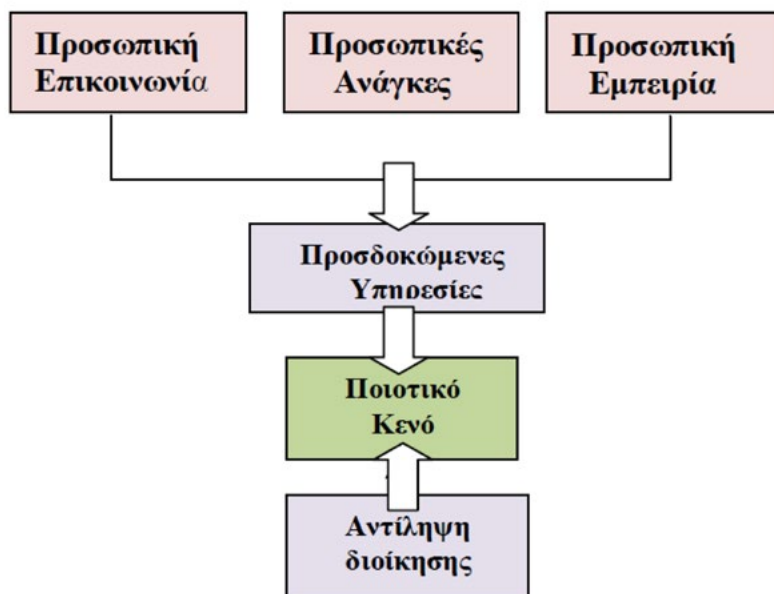 Προσωπική
Επικοινωνία
Προσωπικές
Ανάγκες
Προσωπική
Εμπειρία
Προσδοκώμενες
Υπηρεσίες
Ποιοτικό
Κενό
Αντίληψη
διοίκησης